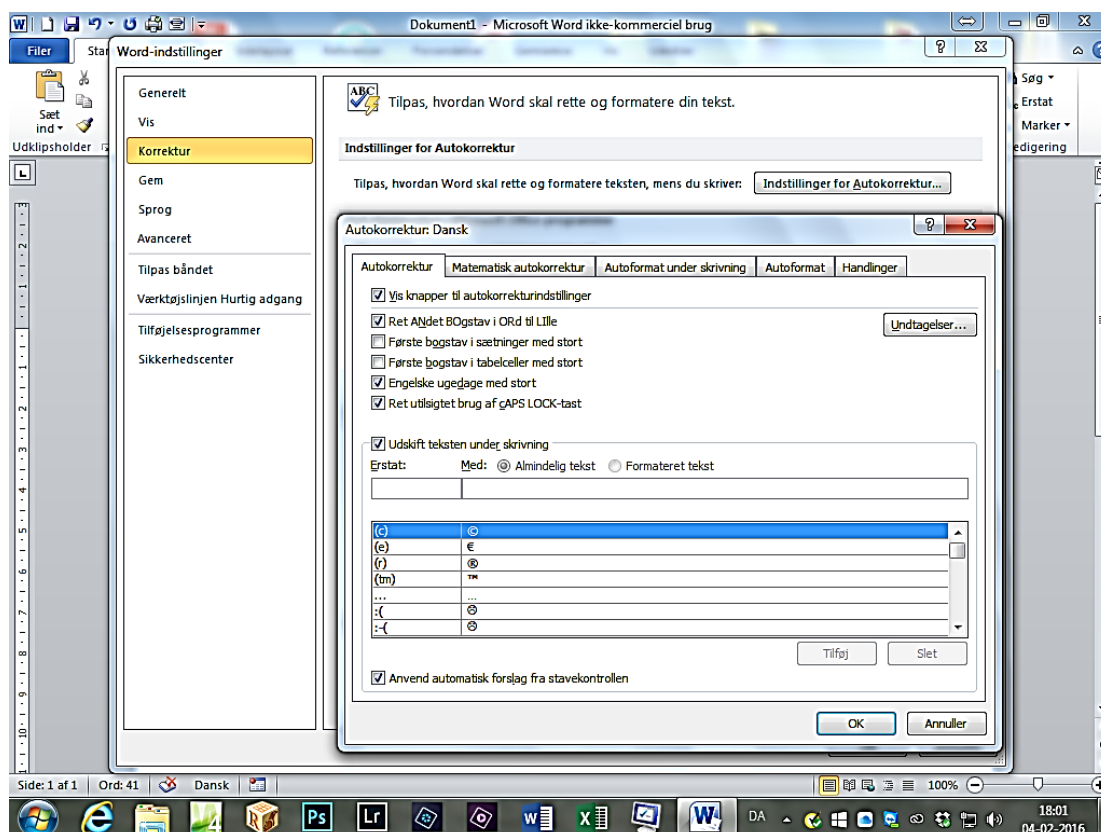 Dokument1 - Microsoft Word ikke-kommerciel brug
Filer
Star
Word-indstillinger
Sæt
ind
Udklipsholder
Søg
Erstat
Marker
edigering
Generelt
Vis
Korrektur
Gem
Sprog
Avanceret
Tilpas båndet
Værktøjslinjen Hurtig adgang
Tilføjelsesprogrammer
Sikkerhedscenter
ABC
Tilpas, hvordan Word skal rette og formatere din tekst.
Indstillinger for Autokorrektur
Tilpas, hvordan Word skal rette og formatere teksten, mens du skriver:
Indstillinger for Autokorrektur...
Autokorrektur: Dansk
Autokorrektur
Matematisk autokorrektur
Autoformat under skrivning
Autoformat
Handlinger
Vis knapper til autokorrekturindstillinger
Ret ANdet BOgstav i ORd til LIlle
Undtagelser...
Første bogstav i sætninger med stort
Første bogstav i tabelceller med stort
Engelske ugedage med stort
Ret utilsigtet brug af cAPS LOCK-tast
Udskift teksten under skrivning
Erstat:
Med:
Almindelig tekst
Formateret tekst
(c) ©
(e) €
(r) ®
(tm) ™
... …
:( ☹
:-( ☹
Tilføj
Slet
Anvend automatisk forslag fra stavekontrollen
OK
Annuller
Side: 1 af 1
Ord: 41
Dansk
100%
Ps
Lr
DA
18:01
04-02-2016